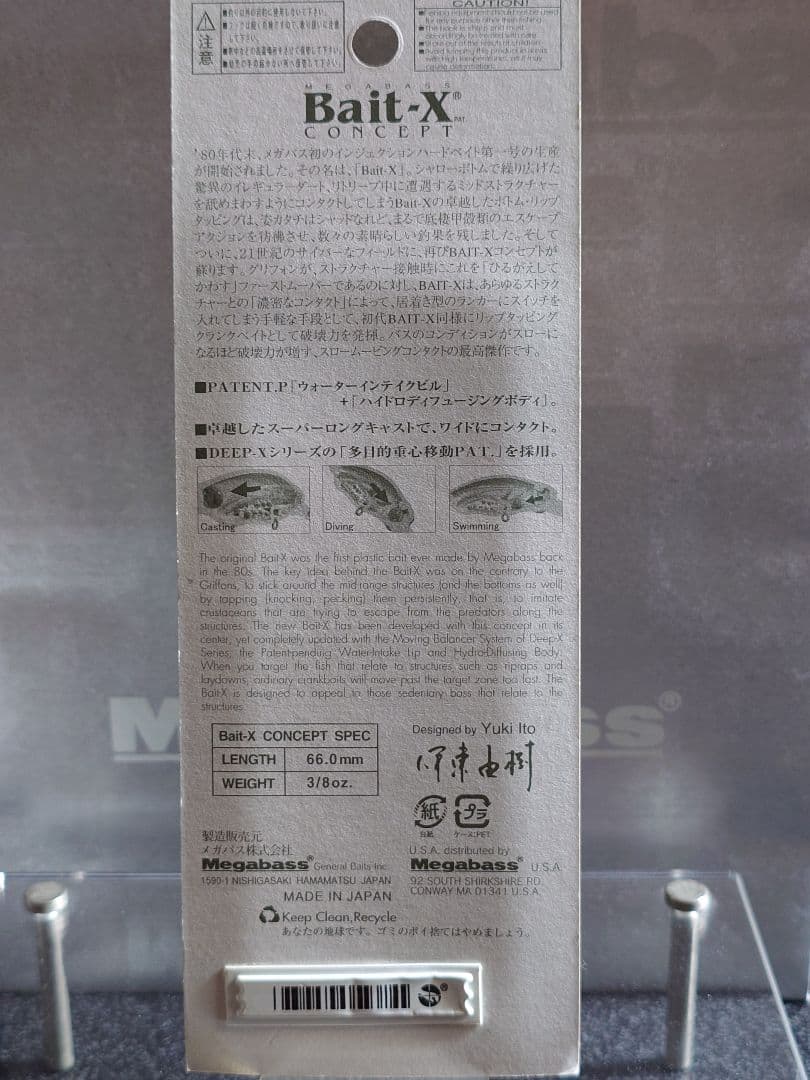 注意
CAUTION!
MEGABASS
Bait-X®
PAT.
CONCEPT
'80年代末、メガバス初のインジェクションハードベイト第一号の生産
が開始されました。その名は、「Bait-X」。シャローボトムで繰り広げた
驚異のイレギュラーダート、リトリーブ中に遭遇するミッドストラクチャー
を舐めまわすようにコンタクトしてしまうBait-Xの卓越したボトム・リップ
タッピングは、姿カタチはシャッドなれど、まるで底棲甲殻類のエスケープ
アクションを彷彿させ、数々の素晴らしい釣果を残しました。そして
ついに、21世紀のサイバーなフィールドに、再びBAIT-Xコンセプトが
蘇ります。グリフォンが、ストラクチャー接触時にこれを「ひるがえして
かわす」ファーストムーバーであるのに対し、BAIT-Xは、あらゆるストラク
チャーとの「濃密なコンタクト」によって、居着き型のランカーにスイッチを
入れてしまう手軽な手段として、初代BAIT-X同様にリップタッピング
クランクベイトとして破壊力を発揮。バスのコンディションがスローに
なるほど破壊力が増す、スロームービングコンタクトの最高傑作です。
■PATENT.P「ウォーターインテイクビル」
+「ハイドロディフュージングボディ」。
■卓越したスーパーロングキャストで、ワイドにコンタクト。
■DEEP-Xシリーズの「多目的重心移動PAT.」を採用。
Casting
Diving
Swimming
The original Bait-X was the first plastic bait ever made by Megabass back
in the 80s. The key idea behind the Bait-X was on the contrary to the
Griffons, to stick around the mid-range structures (and the bottoms as well)
by tapping (knocking, pecking) them persistently, that is, to imitate
crustaceans that are trying to escape from the predators along the
structures. The new Bait-X has been developed with this concept in its
center, yet completely updated with the Moving Balancer System of Deep-X
Series, the Patent-pending Water-Intake Lip and Hydro-Diffusing Body.
When you target the fish that relate to structures such as ripraps and
laydowns, ordinary crankbaits will move past the target zone too fast. The
Bait-X is designed to appeal to those sedentary bass that relate to the
structures.
Bait-X CONCEPT SPEC
LENGTH 66.0mm
WEIGHT 3/8oz.
Designed by Yuki Ito
伊東由樹
紙
台紙
プラ
ケース:PET
製造販売元
メガバス株式会社
Megabass® General Baits Inc.
1590-1 NISHIGASAKI HAMAMATSU JAPAN
MADE IN JAPAN
U.S.A. distributed by
Megabass® U.S.A.
92 SOUTH SHIRKSHIRE RD.
CONWAY MA 01341 U.S.A.
Keep Clean,Recycle
あなたの地球です。ゴミのポイ捨てはやめましょう。